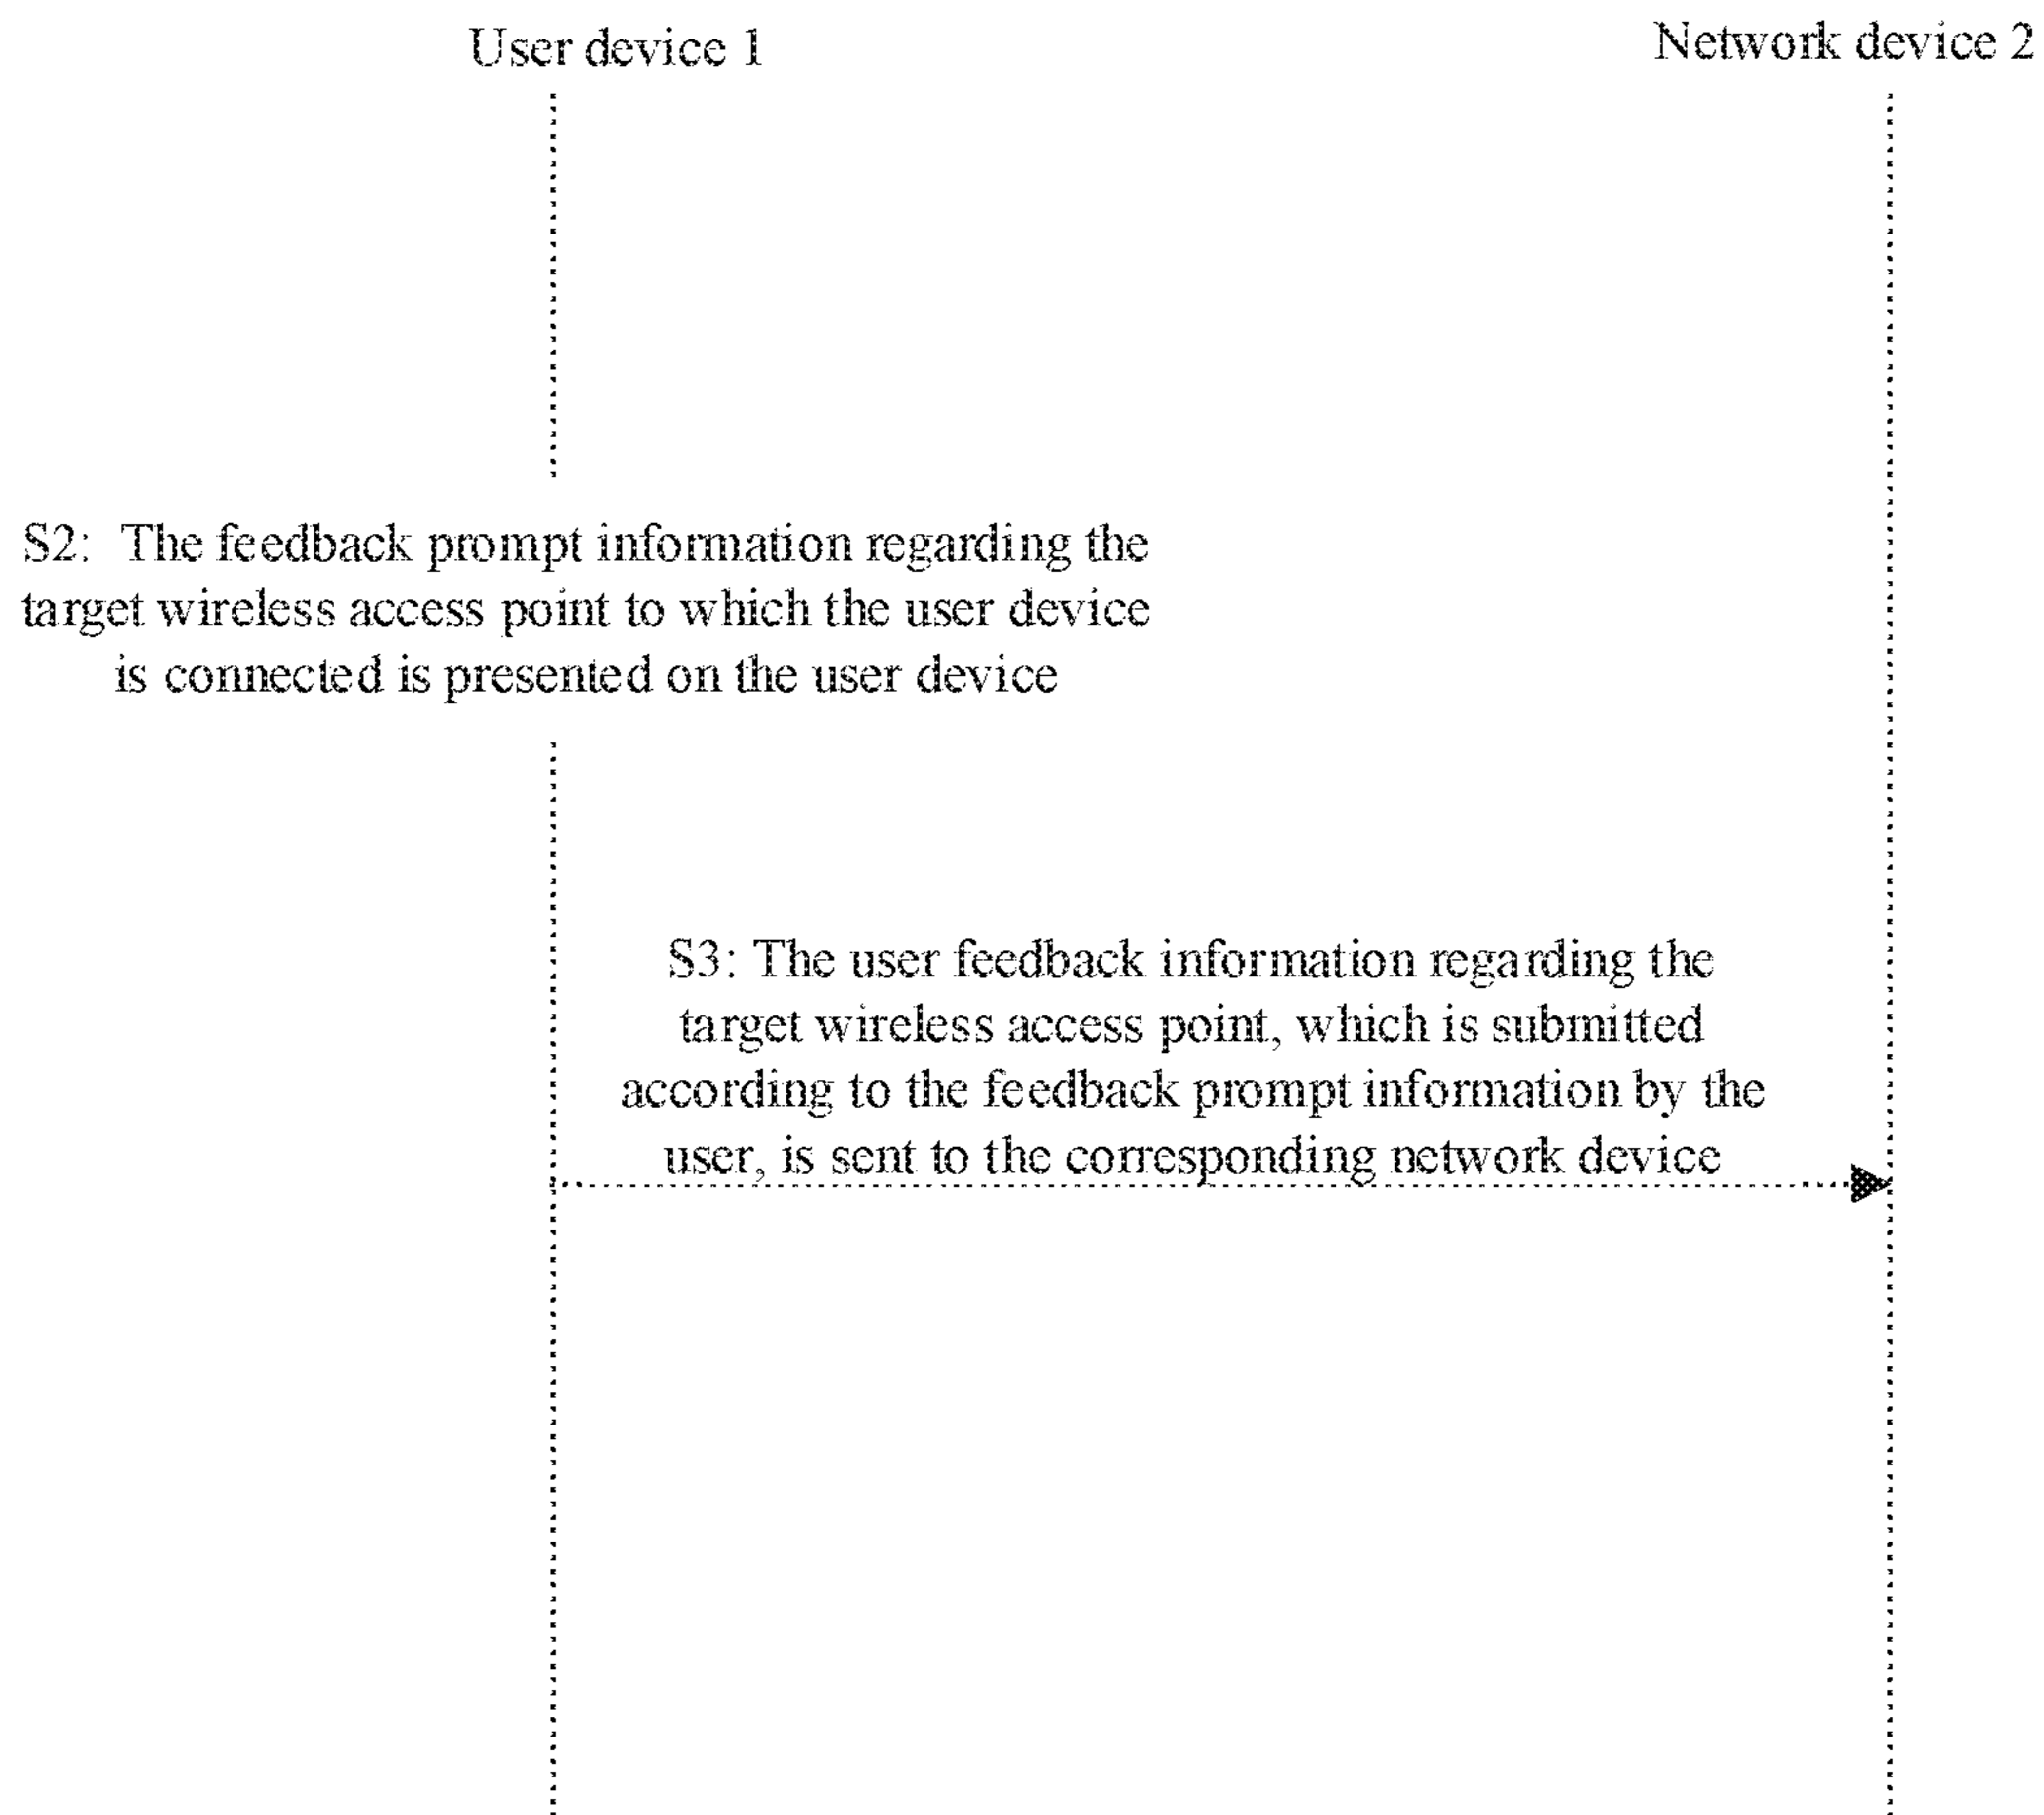 User device 1
Network device 2
S2: The feedback prompt information regarding the
target wireless access point to which the user device
is connected is presented on the user device
S3: The user feedback information regarding the
target wireless access point, which is submitted
according to the feedback prompt information by the
user, is sent to the corresponding network device